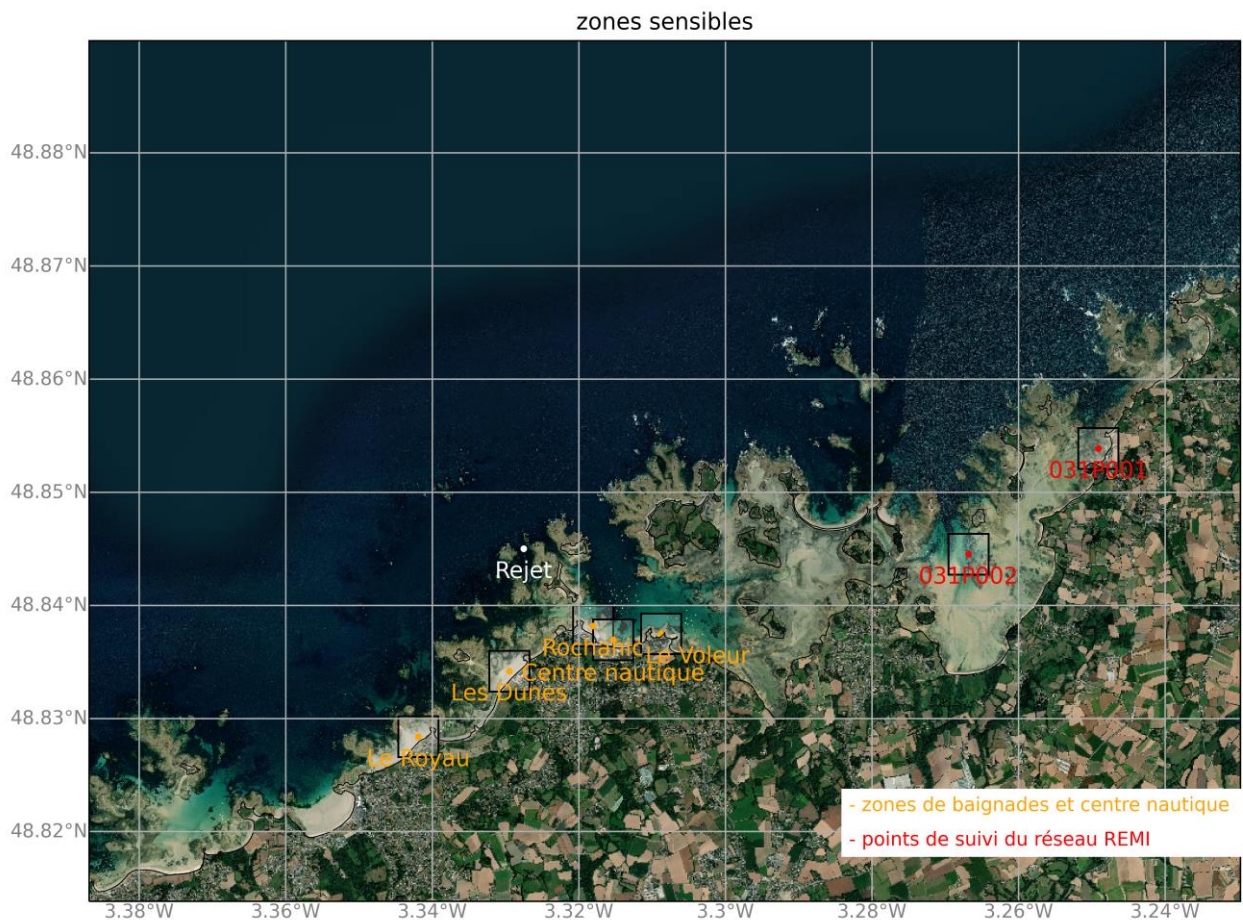 zones sensibles
48.88°N
48.87°N
48.86°N
48.85°N
48.84°N
48.83°N
48.82°N
031P001
031P002
Rejet
Rochanic
Le Voleur
Centre nautique
Les Dunes
Le Royau
- zones de baignades et centre nautique
- points de suivi du réseau REMI
3.38°W
3.36°W
3.34°W
3.32°W
3.3°W
3.28°W
3.26°W
3.24°W